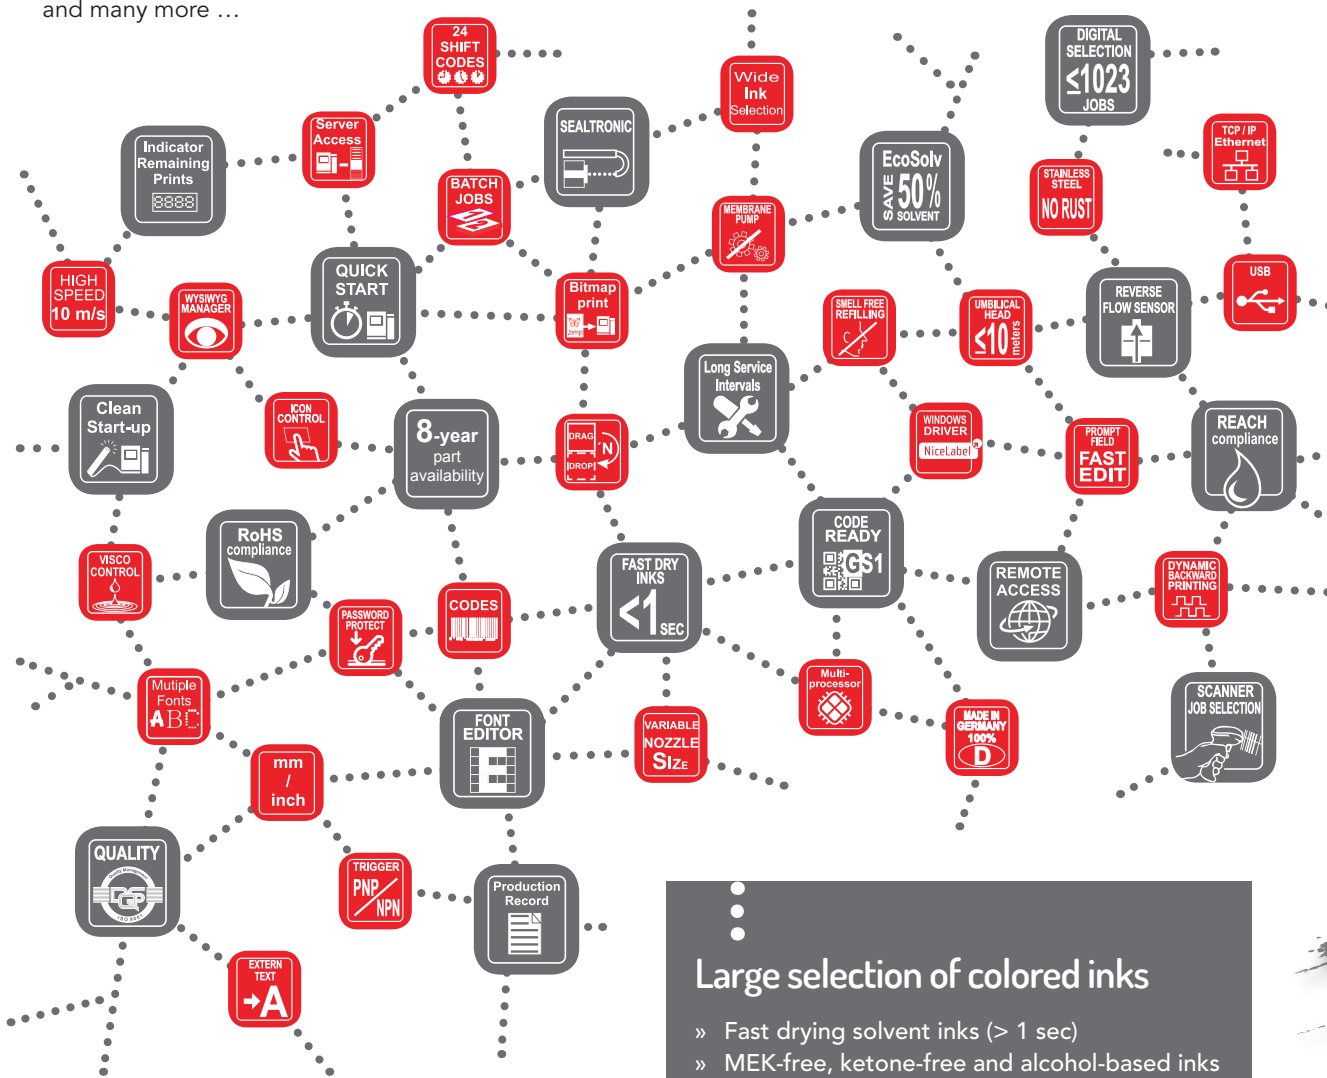 and many more …
24
SHIFT
CODES
DIGITAL
SELECTION
≤1023
JOBS
Wide
Ink
Selection
SEALTRONIC
Server
Access
Indicator
Remaining
Prints
8888
TCP / IP
Ethernet
EcoSolv
SAVE
50%
SOLVENT
STAINLESS
STEEL
NO RUST
BATCH
JOBS
MEMBRANE
PUMP
HIGH
SPEED
10 m/s
WYSIWYG
MANAGER
QUICK
START
Bitmap
print
.bmp
SMELL FREE
REFILLING
UMBILICAL
HEAD
≤10
meters
REVERSE
FLOW SENSOR
USB
Long Service
Intervals
Clean
Start-up
ICON
CONTROL
8-year
part
availability
DRAG
'N
DROP
WINDOWS
DRIVER
NiceLabel
PROMPT
FIELD
FAST
EDIT
REACH
compliance
RoHS
compliance
CODE
READY
GS1
VISCO
CONTROL
FAST DRY
INKS
<1
SEC
REMOTE
ACCESS
DYNAMIC
BACKWARD
PRINTING
PASSWORD
PROTECT
CODES
Mutiple
Fonts
ABC
Multi-
processor
SCANNER
JOB SELECTION
FONT
EDITOR
E
VARIABLE
NOZZLE
SIZE
MADE IN
GERMANY
100%
D
mm
/
inch
QUALITY
Quality Management
DQS
ISO 9001
TRIGGER
PNP
NPN
Production
Record
EXTERN
TEXT
→A
Large selection of colored inks
» Fast drying solvent inks (> 1 sec)
» MEK-free, ketone-free and alcohol-based inks